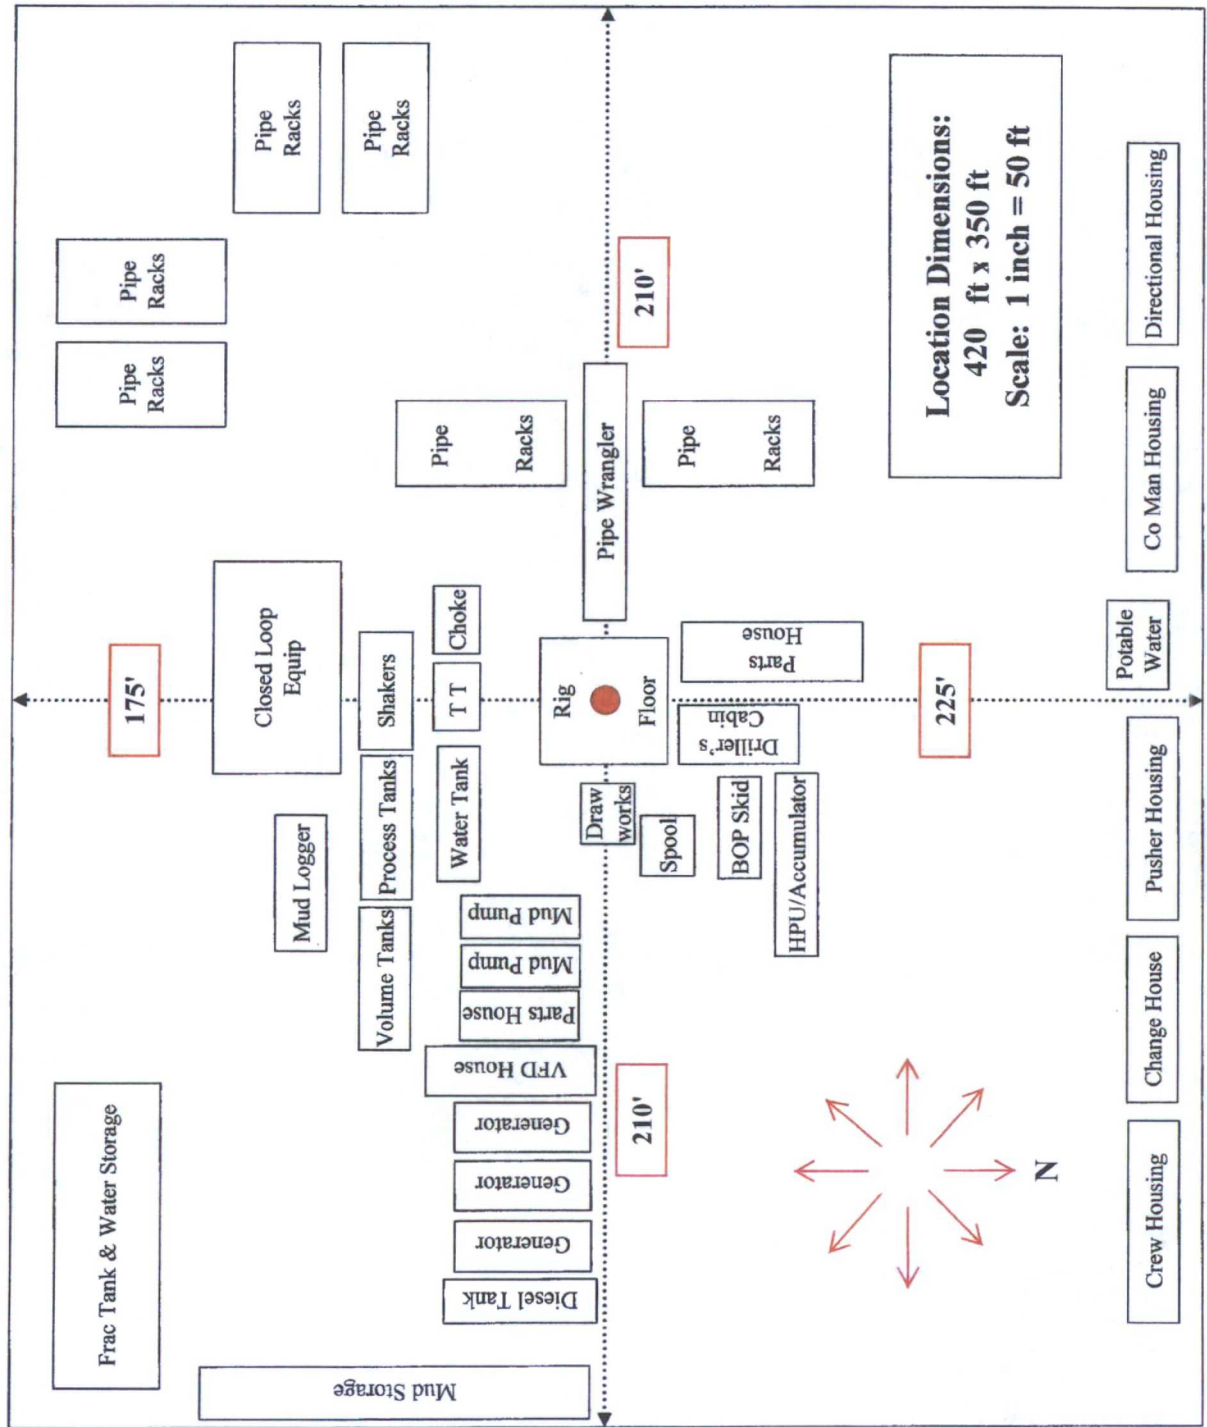 Pipe
Racks
Pipe
Racks
Pipe
Racks
Pipe
Racks
210'
Location Dimensions:
420 ft x 350 ft
Scale: 1 inch = 50 ft
Directional Housing
Pipe
Racks
Pipe Wrangler
Pipe
Racks
Co Man Housing
175'
Closed Loop
Equip
Shakers
Choke
T T
Rig
Floor
Parts
House
Driller's
Cabin
225'
Potable
Water
Mud Logger
Process Tanks
Water Tank
Draw
works
Spool
BOP Skid
HPU/Accumulator
Pusher Housing
Volume Tanks
Mud Pump
Mud Pump
Parts House
VFD House
210'
Change House
Frac Tank & Water Storage
Generator
Generator
Generator
Diesel Tank
N
Crew Housing
Mud Storage